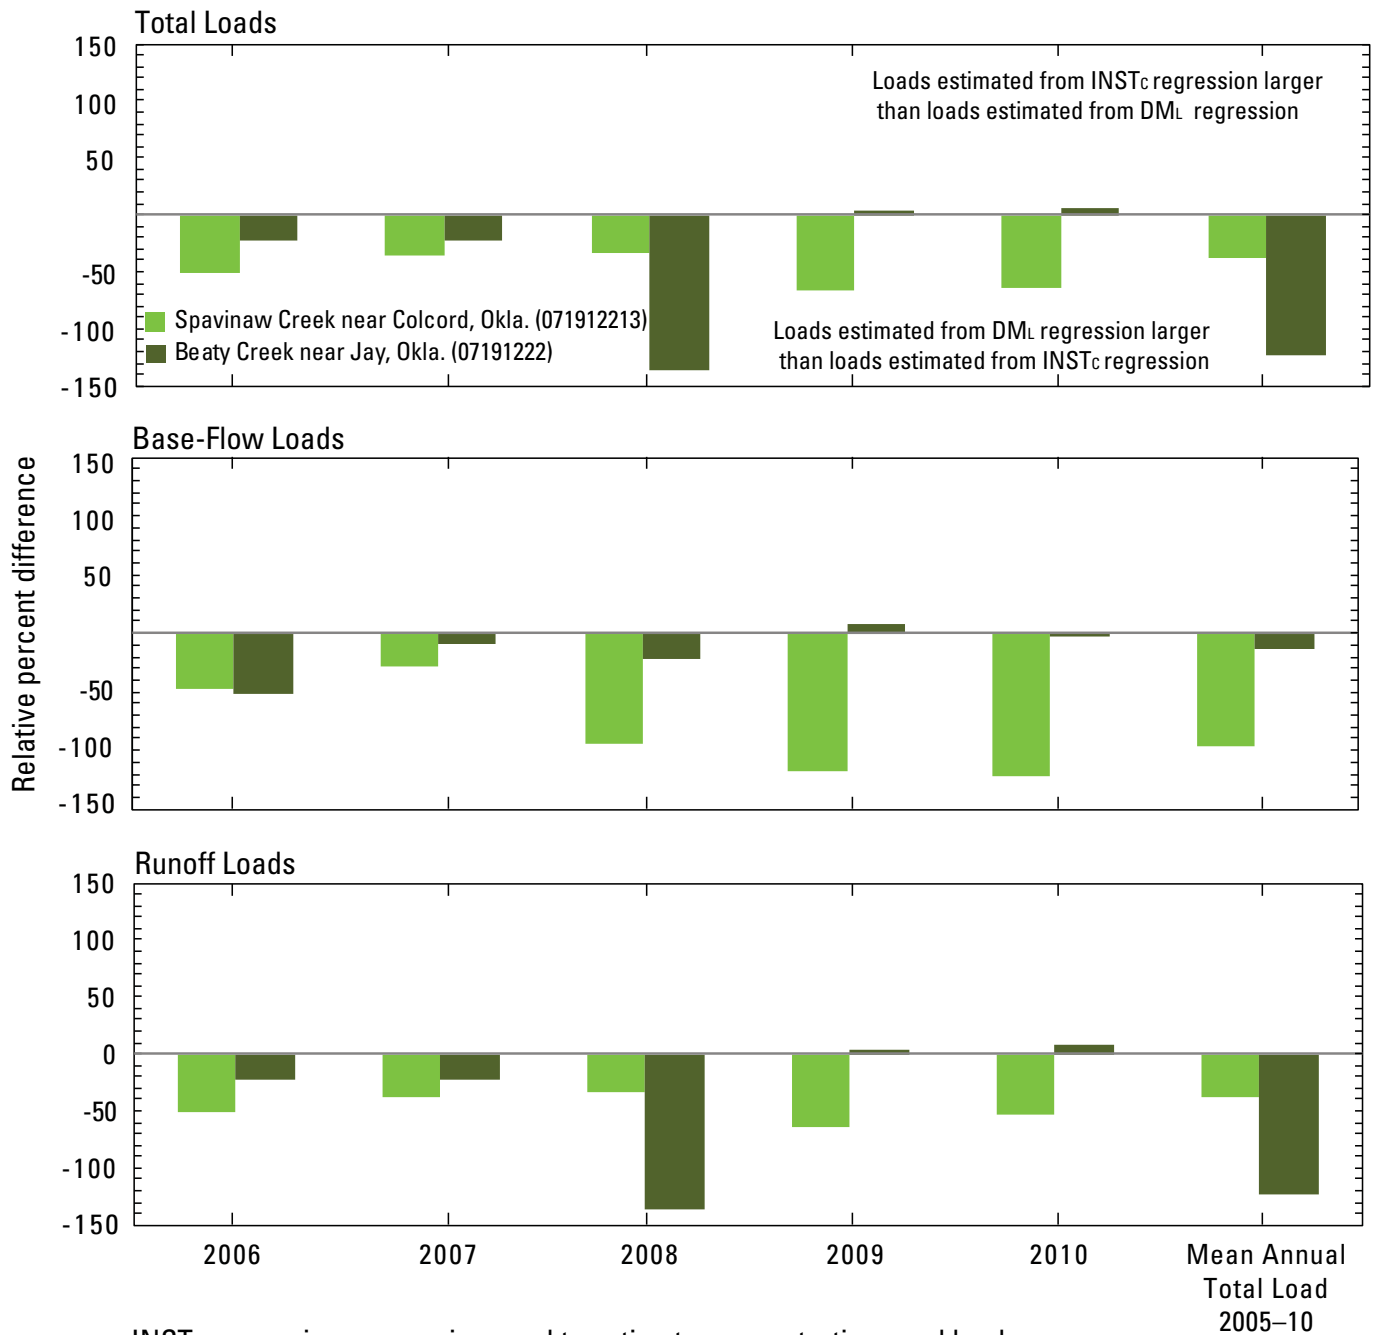 Total Loads
150
100
50
-50
-100
-150
Loads estimated from INSTC regression larger
than loads estimated from DML regression
Spavinaw Creek near Colcord, Okla. (071912213)
Beaty Creek near Jay, Okla. (07191222)
Loads estimated from DML regression larger
than loads estimated from INSTC regression
Relative percent difference
Base-Flow Loads
150
100
50
-50
-100
-150
Runoff Loads
150
100
50
0
-50
-100
-150
2006
2007
2008
2009
2010
Mean Annual
Total Load
2005–10